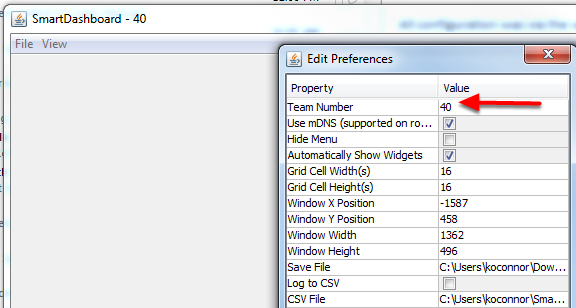 SmartDashboard - 40
File View
Edit Preferences
Property Value
Team Number 40
Use mDNS (supported on ro...
Hide Menu
Automatically Show Widgets
Grid Cell Width(s) 16
Grid Cell Height(s) 16
Window X Position -1587
Window Y Position 458
Window Width 1362
Window Height 496
Save File C:\Users\koconnor\Dow...
Log to CSV
CSV File C:\Users\koconnor\Sma...